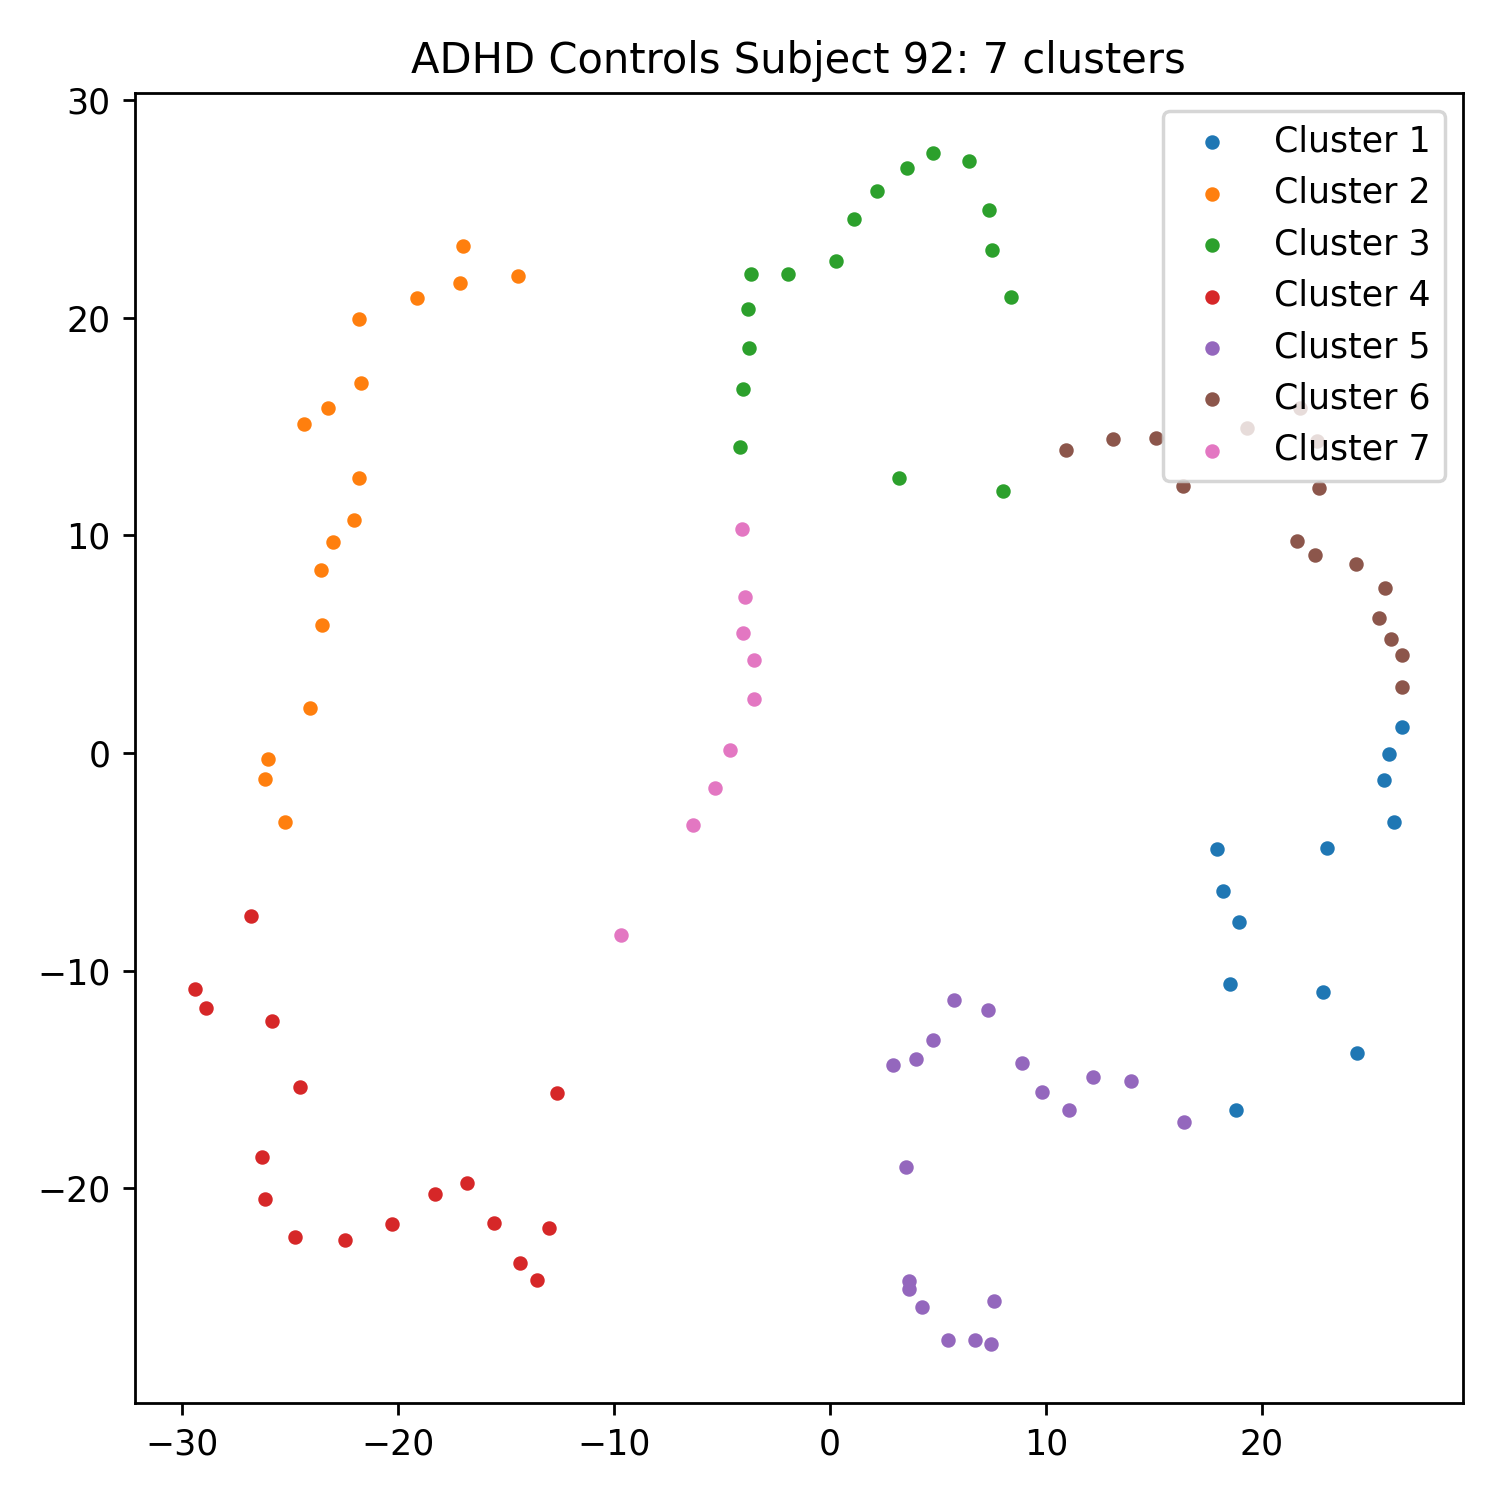 ADHD Controls Subject 92: 7 clusters
30
20
10
0
−10
−20
−30
−20
−10
0
10
20
Cluster 1
Cluster 2
Cluster 3
Cluster 4
Cluster 5
Cluster 6
Cluster 7